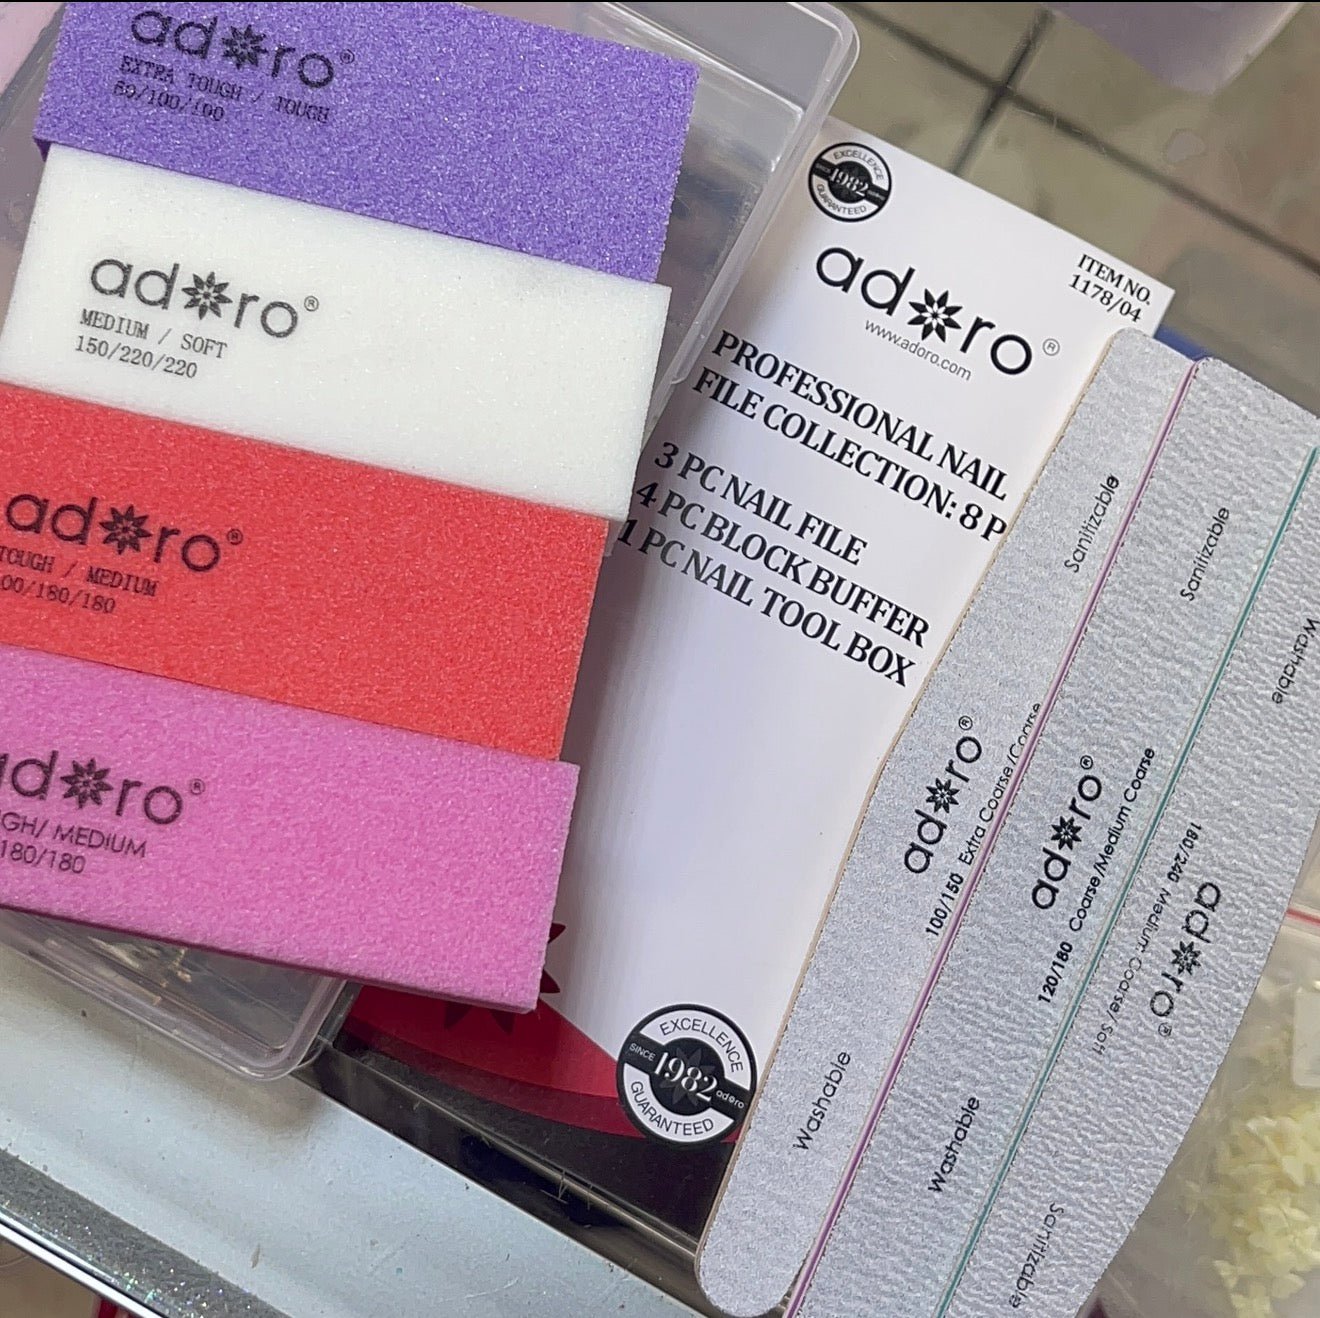 adoro®
EXTRA TOUGH / TOUGH
60/100/100
adoro®
MEDIUM / SOFT
150/220/220
adoro®
TOUGH / MEDIUM
00/180/180
adoro®
GH/ MEDIUM
180/180
EXCELLENCE
1982
GUARANTEED
ITEM NO.
1178/04
adoro®
www.adoro.com
PROFESSIONAL NAIL
FILE COLLECTION: 8 P
3 PC NAIL FILE
4 PC BLOCK BUFFER
1 PC NAIL TOOL BOX
EXCELLENCE
SINCE 1982 adoro
GUARANTEED
Sanitizable
adoro®
100/150 Extra Coarse/Coarse
Washable
Sanitizable
adoro®
120/180 Coarse/Medium Coarse
Washable
Washable
adoro®
180/240 Medium Coarse/Soft
Sanitizable